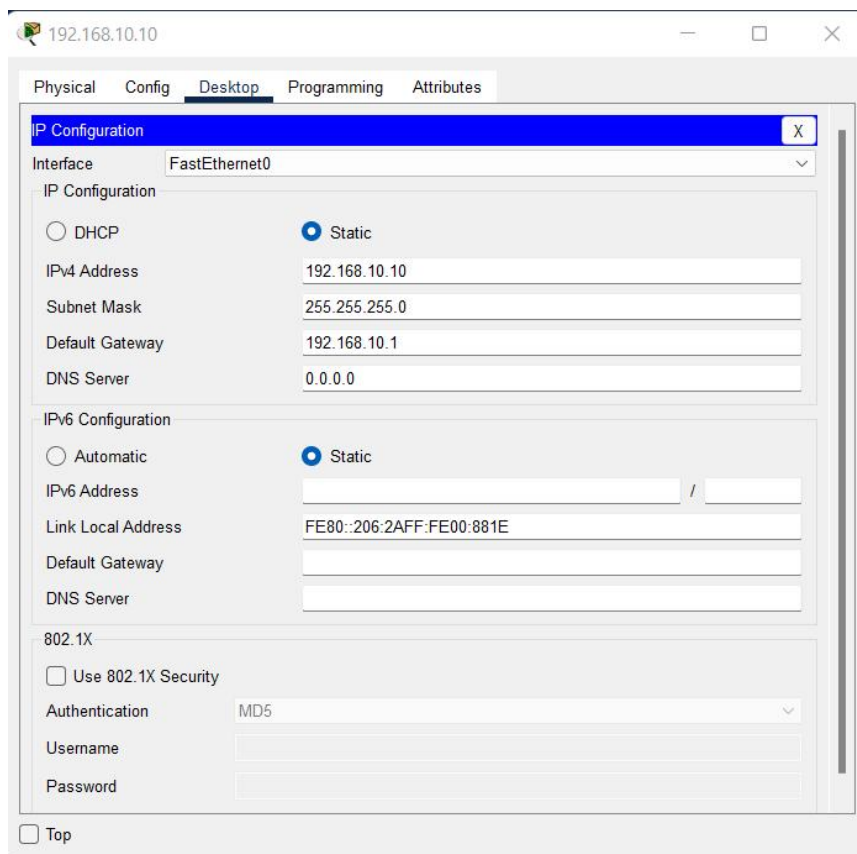 192.168.10.10
Physical Config Desktop Programming Attributes
IP Configuration X
Interface FastEthernet0
IP Configuration
DHCP Static
IPv4 Address 192.168.10.10
Subnet Mask 255.255.255.0
Default Gateway 192.168.10.1
DNS Server 0.0.0.0
IPv6 Configuration
Automatic Static
IPv6 Address /
Link Local Address FE80::206:2AFF:FE00:881E
Default Gateway
DNS Server
802.1X
Use 802.1X Security
Authentication MD5
Username
Password
Top